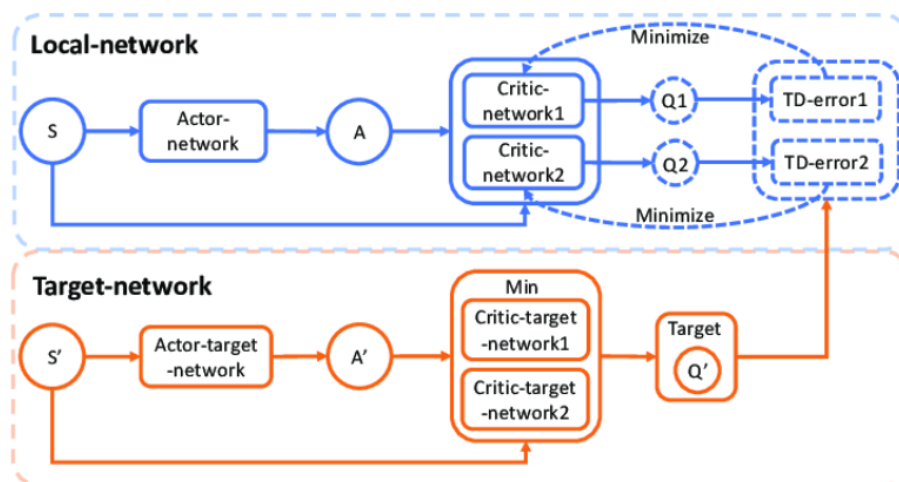 Local-network
Minimize
S
Actor-
network
A
Critic-
network1
Q1
TD-error1
Critic-
network2
Q2
TD-error2
Minimize
Target-network
S'
Actor-target
-network
A'
Min
Critic-target
-network1
Critic-target
-network2
Target
Q'